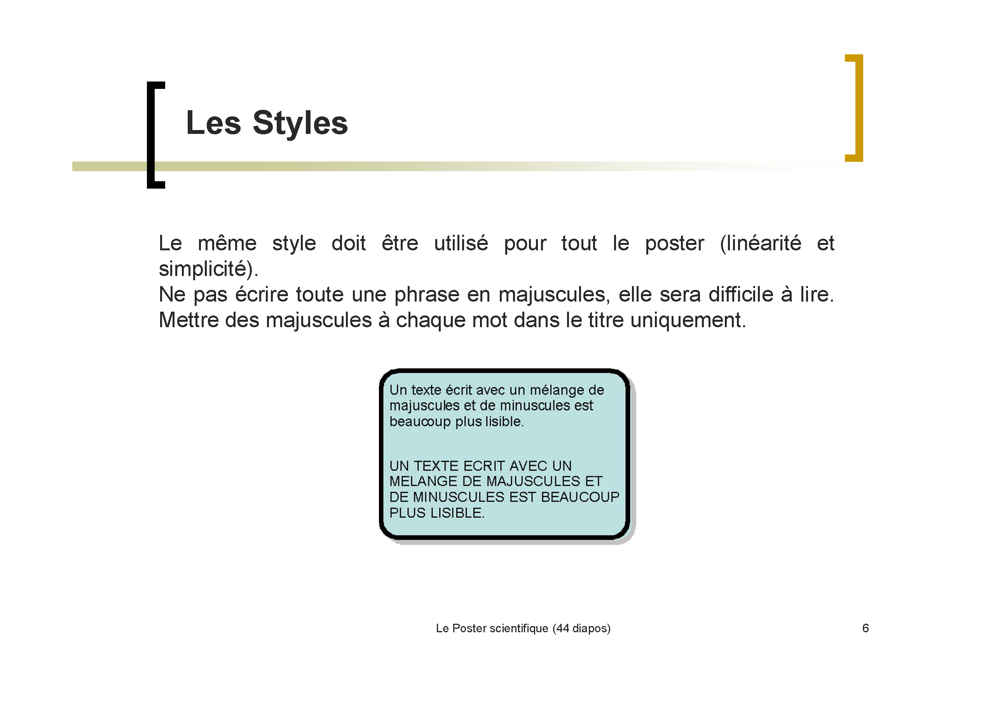 Les Styles
Le même style doit être utilisé pour tout le poster (linéarité et
simplicité).
Ne pas écrire toute une phrase en majuscules, elle sera difficile à lire.
Mettre des majuscules à chaque mot dans le titre uniquement.
Un texte écrit avec un mélange de
majuscules et de minuscules est
beaucoup plus lisible.
UN TEXTE ECRIT AVEC UN
MELANGE DE MAJUSCULES ET
DE MINUSCULES EST BEAUCOUP
PLUS LISIBLE.
Le Poster scientifique (44 diapos)
6